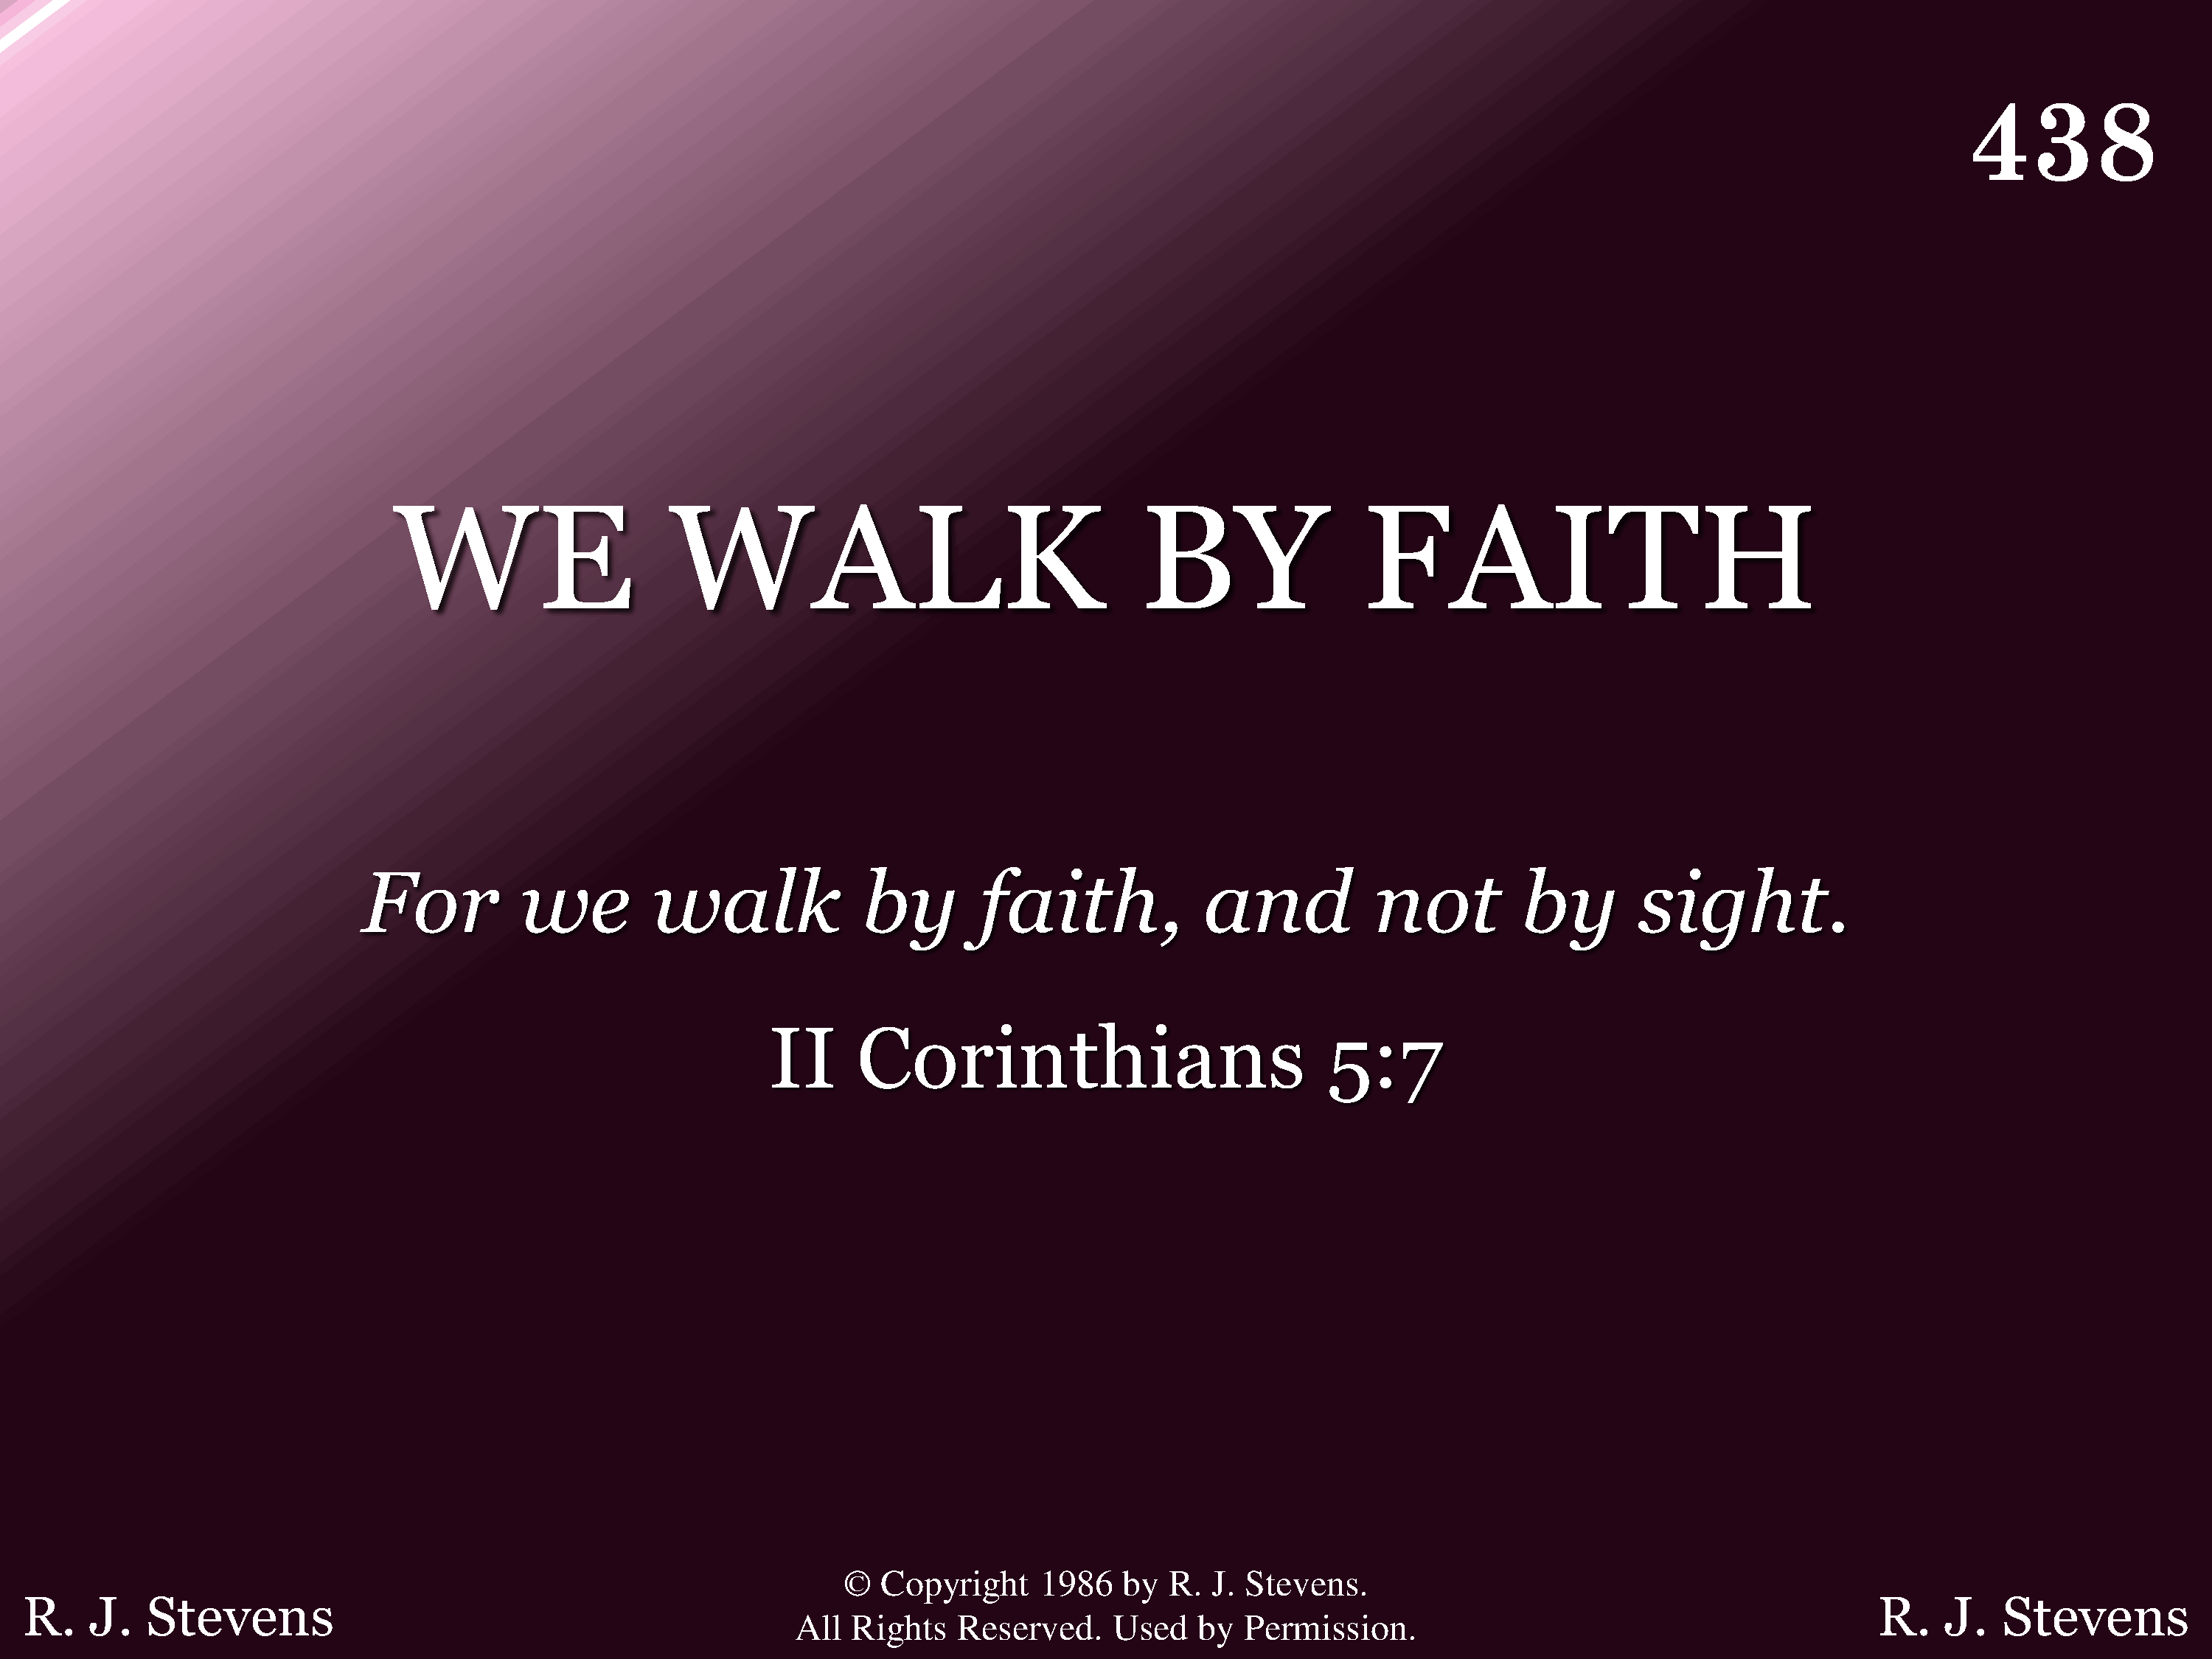 438
WE WALK BY FAITH
For we walk by faith, and not by sight.
II Corinthians 5:7
© Copyright 1986 by R. J. Stevens.
All Rights Reserved. Used by Permission.
R. J. Stevens
R. J. Stevens